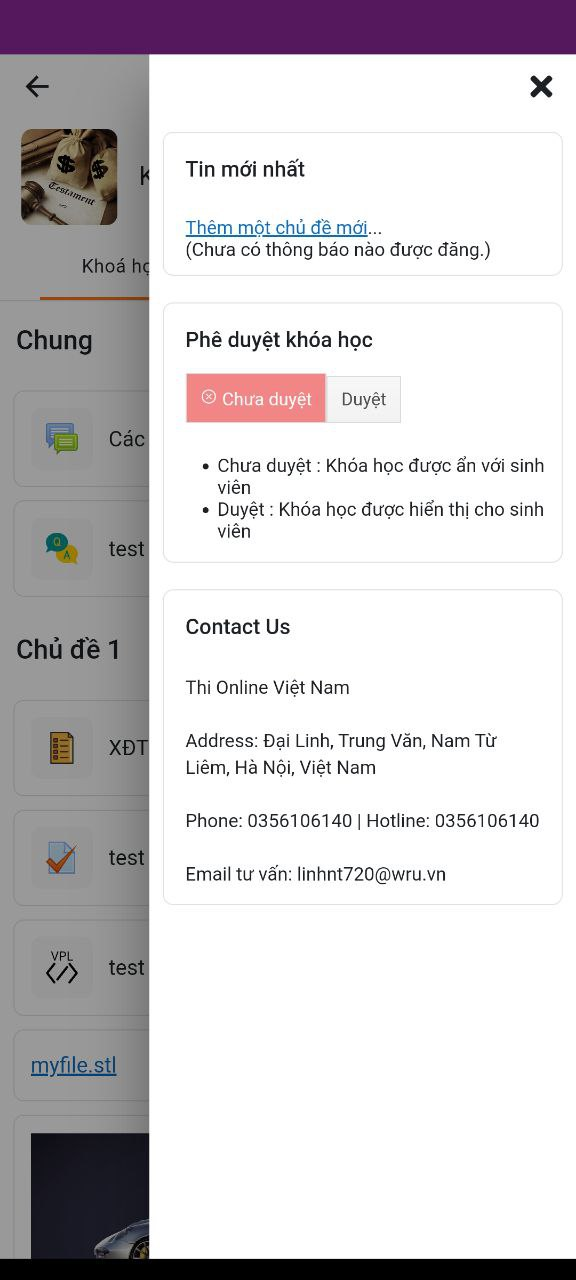 Testament
Khoá họ
Chung
Các
test
Chủ đề 1
XĐT
test
VPL
test
myfile.stl
Tin mới nhất
Thêm một chủ đề mới...
(Chưa có thông báo nào được đăng.)
Phê duyệt khóa học
Chưa duyệt
Duyệt
• Chưa duyệt : Khóa học được ẩn với sinh
viên
• Duyệt : Khóa học được hiển thị cho sinh
viên
Contact Us
Thi Online Việt Nam
Address: Đại Linh, Trung Văn, Nam Từ
Liêm, Hà Nội, Việt Nam
Phone: 0356106140 | Hotline: 0356106140
Email tư vấn: linhnt720@wru.vn